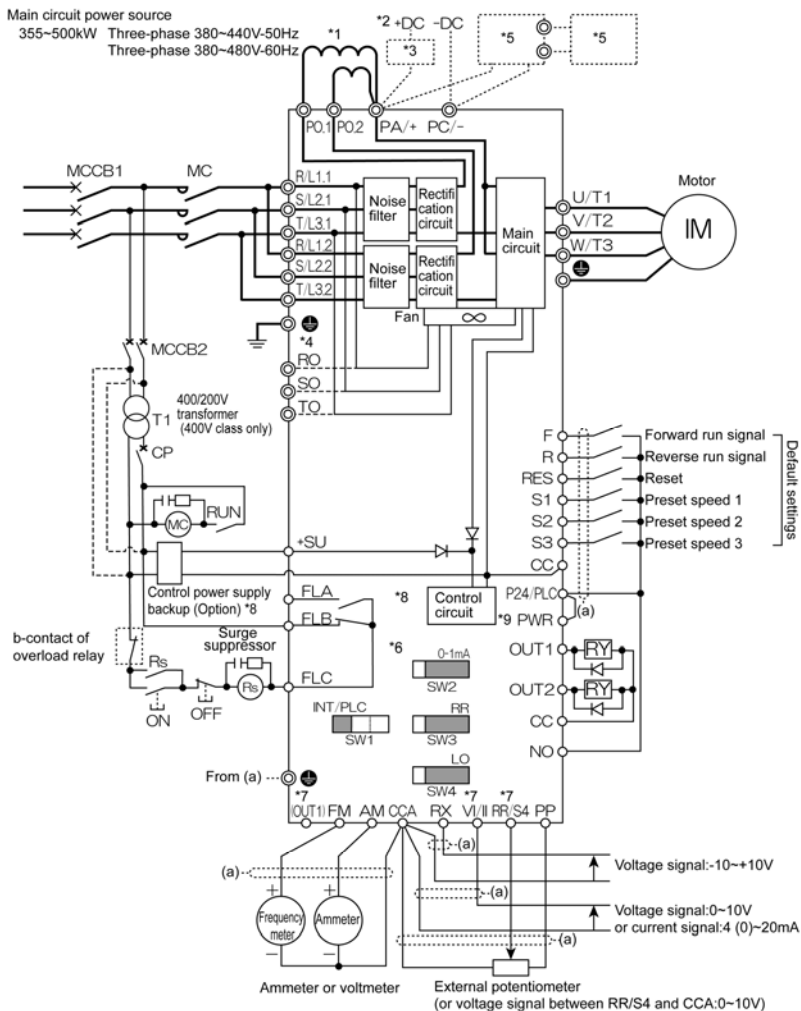 Main circuit power source
355~500kW Three-phase 380~440V-50Hz
Three-phase 380~480V-60Hz
*1
*2 +DC -DC
*3
*5
*5
PO.1 PO.2 PA/+ PC/-
MCCB1 MC
R/L1.1
S/L2.1
T/L3.1
R/L1.2
S/L2.2
T/L3.2
Noise
filter
Rectifi
cation
circuit
Noise
filter
Rectifi
cation
circuit
Main
circuit
U/T1
V/T2
W/T3
Motor
IM
Fan
*4
RO
SO
TO
MCCB2
400/200V
transformer
(400V class only)
T1
CP
MC
RUN
+SU
Control power supply
backup (Option) *8
F Forward run signal
R Reverse run signal
RES Reset
S1 Preset speed 1
S2 Preset speed 2
S3 Preset speed 3
Default settings
CC
P24/PLC
*9 PWR
(a)
*8
Control
circuit
FLA
FLB
FLC
b-contact of
overload relay
Surge
suppressor
Rs
Rs
ON
OFF
*6
0-1mA
SW2
INT/PLC
SW1
RR
SW3
LO
SW4
OUT1 RY
OUT2 RY
CC
NO
From (a)
*7 *7 *7
(OUT1) FM AM CCA RX VI/II RR/S4 PP
(a)
(a)
(a)
(a)
+ +
Frequency
meter
Ammeter
- -
Voltage signal:-10~+10V
Voltage signal:0~10V
or current signal:4 (0)~20mA
Ammeter or voltmeter
External potentiometer
(or voltage signal between RR/S4 and CCA:0~10V)